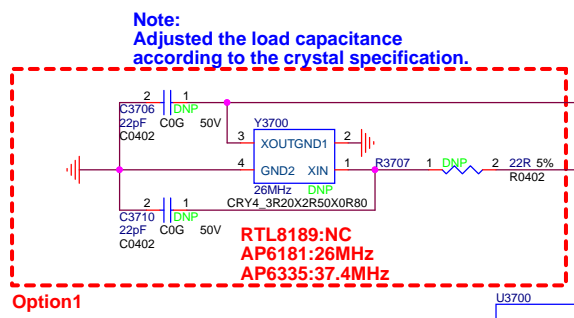 Note:
Adjusted the load capacitance
according to the crystal specification.
2 1
C3706 DNP
22pF C0G 50V
C0402
Y3700
3 XOUT GND1 2
4 GND2 XIN 1
R3707 1 DNP 2 22R 5%
R0402
26MHz DNP
CRY4_3R20X2R50X0R80
2 1
C3710 DNP
22pF C0G 50V
C0402
RTL8189:NC
AP6181:26MHz
AP6335:37.4MHz
Option1
U3700